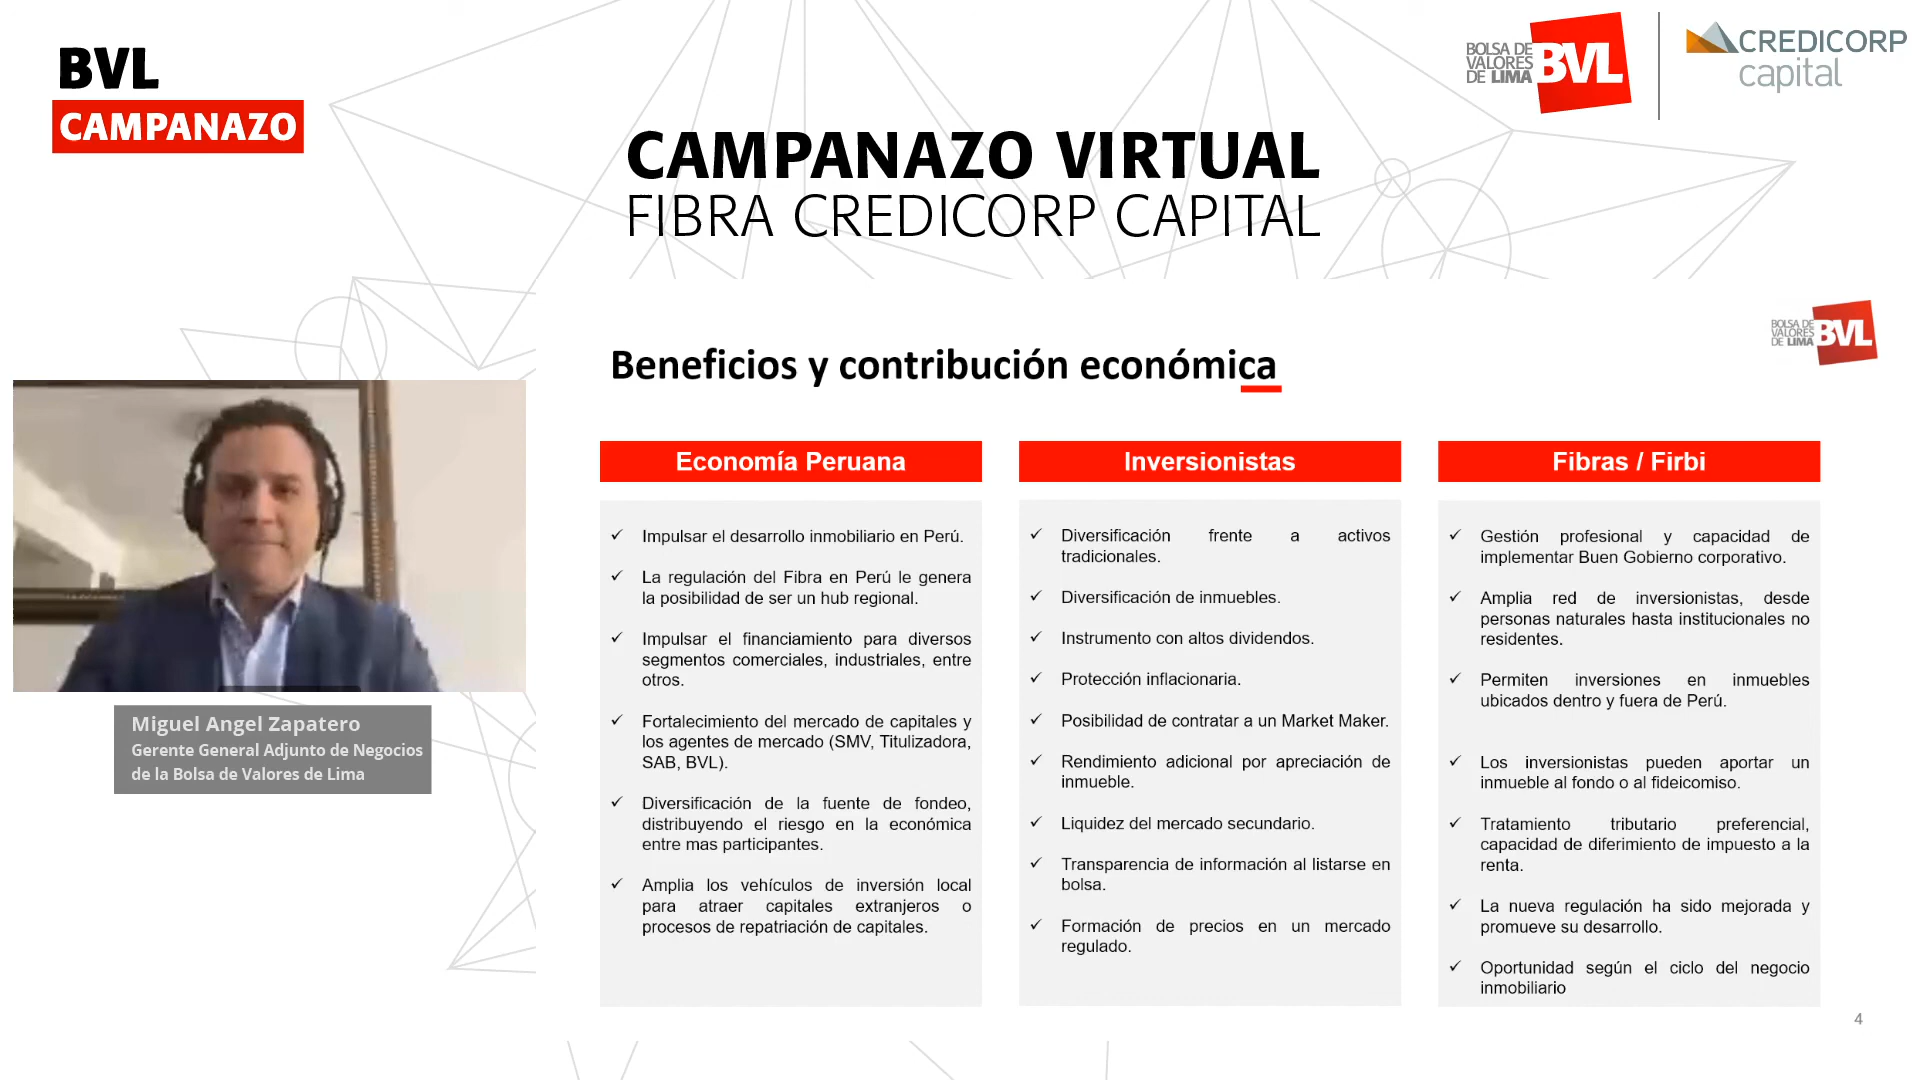 BVL
CAMPANAZO
BOLSA DE
VALORES
DE LIMA
BVL
CREDICORP
capital
CAMPANAZO VIRTUAL
FIBRA CREDICORP CAPITAL
BOLSA DE
VALORES
DE LIMA
BVL
Beneficios y contribución económica
Miguel Angel Zapatero
Gerente General Adjunto de Negocios
de la Bolsa de Valores de Lima
Economía Peruana
✓ Impulsar el desarrollo inmobiliario en Perú.
✓ La regulación del Fibra en Perú le genera
la posibilidad de ser un hub regional.
✓ Impulsar el financiamiento para diversos
segmentos comerciales, industriales, entre
otros.
✓ Fortalecimiento del mercado de capitales y
los agentes de mercado (SMV, Titulizadora,
SAB, BVL).
✓ Diversificación de la fuente de fondeo,
distribuyendo el riesgo en la económica
entre mas participantes.
✓ Amplia los vehículos de inversión local
para atraer capitales extranjeros o
procesos de repatriación de capitales.
Inversionistas
✓ Diversificación frente a activos
tradicionales.
✓ Diversificación de inmuebles.
✓ Instrumento con altos dividendos.
✓ Protección inflacionaria.
✓ Posibilidad de contratar a un Market Maker.
✓ Rendimiento adicional por apreciación de
inmueble.
✓ Liquidez del mercado secundario.
✓ Transparencia de información al listarse en
bolsa.
✓ Formación de precios en un mercado
regulado.
Fibras / Firbi
✓ Gestión profesional y capacidad de
implementar Buen Gobierno corporativo.
✓ Amplia red de inversionistas, desde
personas naturales hasta institucionales no
residentes.
✓ Permiten inversiones en inmuebles
ubicados dentro y fuera de Perú.
✓ Los inversionistas pueden aportar un
inmueble al fondo o al fideicomiso.
✓ Tratamiento tributario preferencial,
capacidad de diferimiento de impuesto a la
renta.
✓ La nueva regulación ha sido mejorada y
promueve su desarrollo.
✓ Oportunidad según el ciclo del negocio
inmobiliario
4